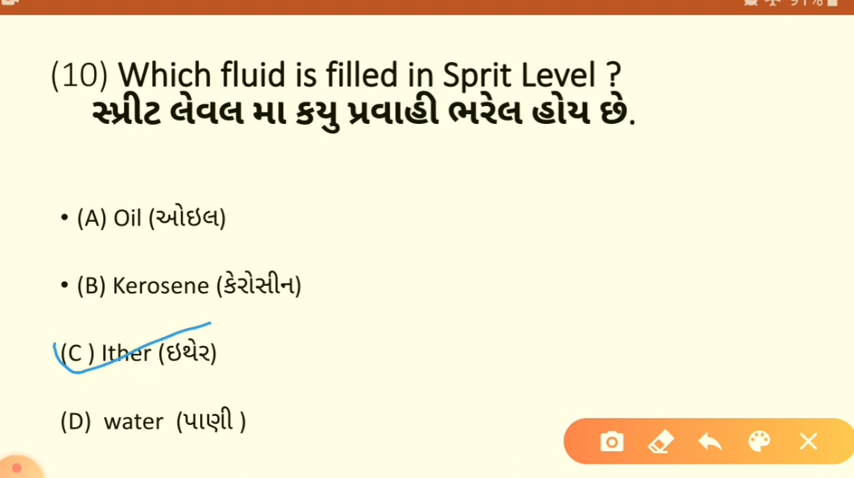 (10) Which fluid is filled in Sprit Level ?
સ્પ્રીટ લેવલ મા કયુ પ્રવાહી ભરેલ હોય છે.
• (A) Oil (ઓઇલ)
• (B) Kerosene (કેરોસીન)
(C ) Ither (ઇથેર)
(D) water (પાણી )